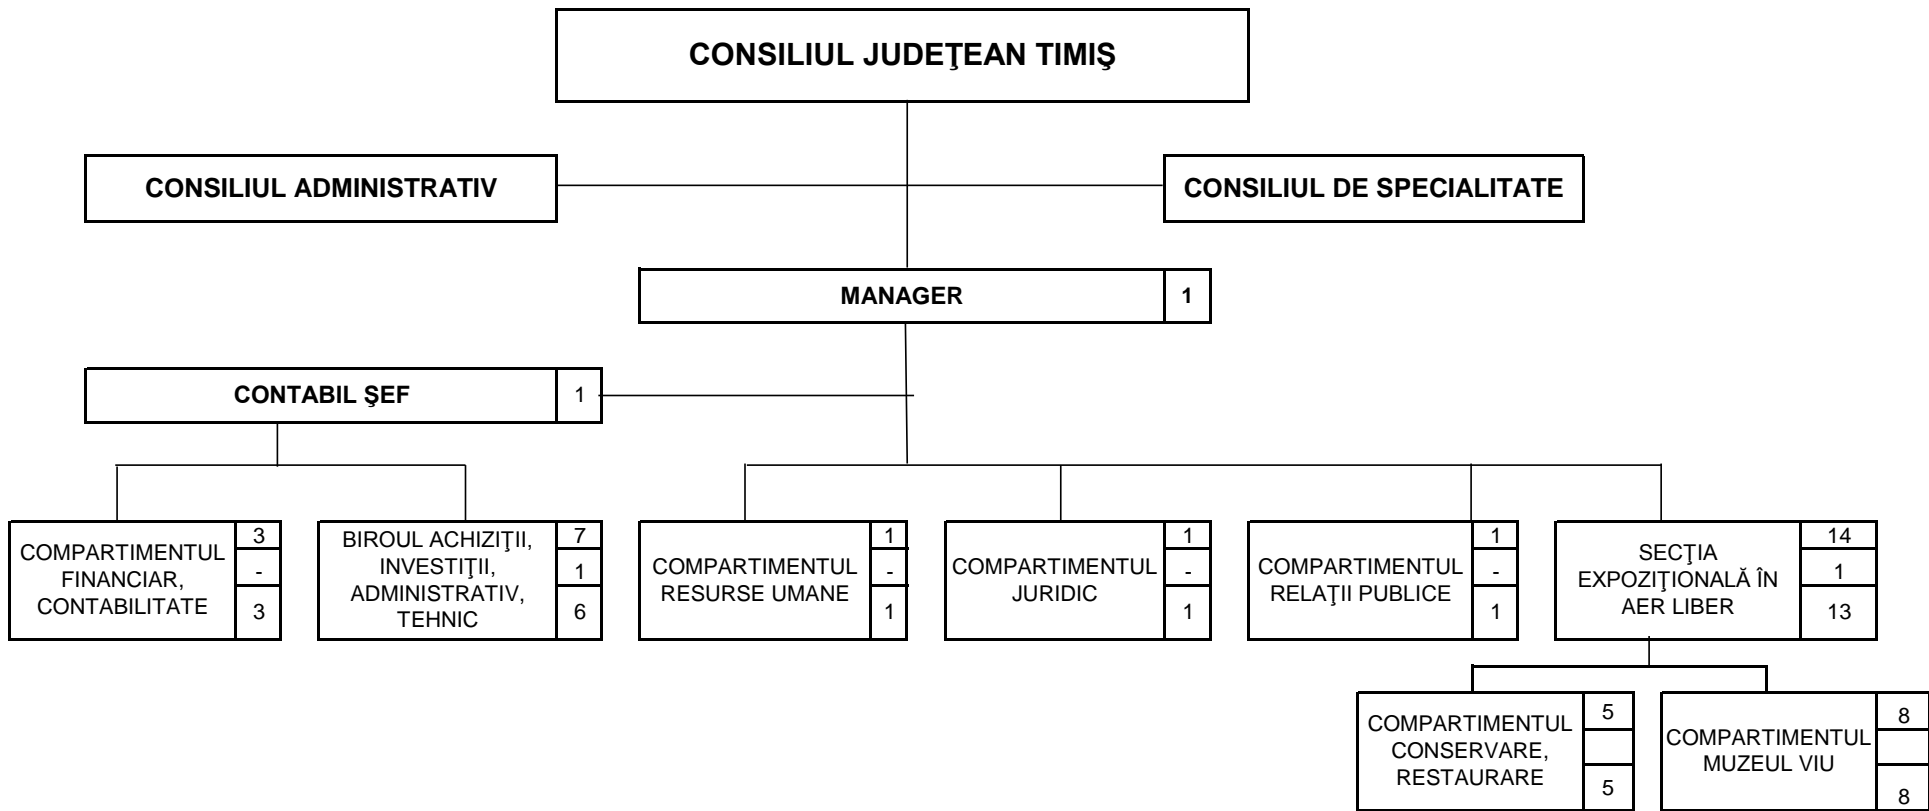 CONSILIUL JUDEŢEAN TIMIŞ
CONSILIUL ADMINISTRATIV
CONSILIUL DE SPECIALITATE
MANAGER
1
CONTABIL ŞEF
1
COMPARTIMENTUL
FINANCIAR,
CONTABILITATE
3
-
3
BIROUL ACHIZIŢII,
INVESTIŢII,
ADMINISTRATIV,
TEHNIC
7
1
6
COMPARTIMENTUL
RESURSE UMANE
1
-
1
COMPARTIMENTUL
JURIDIC
1
-
1
COMPARTIMENTUL
RELAŢII PUBLICE
1
-
1
SECŢIA
EXPOZIŢIONALĂ ÎN
AER LIBER
14
1
13
COMPARTIMENTUL
CONSERVARE,
RESTAURARE
5
5
COMPARTIMENTUL
MUZEUL VIU
8
8